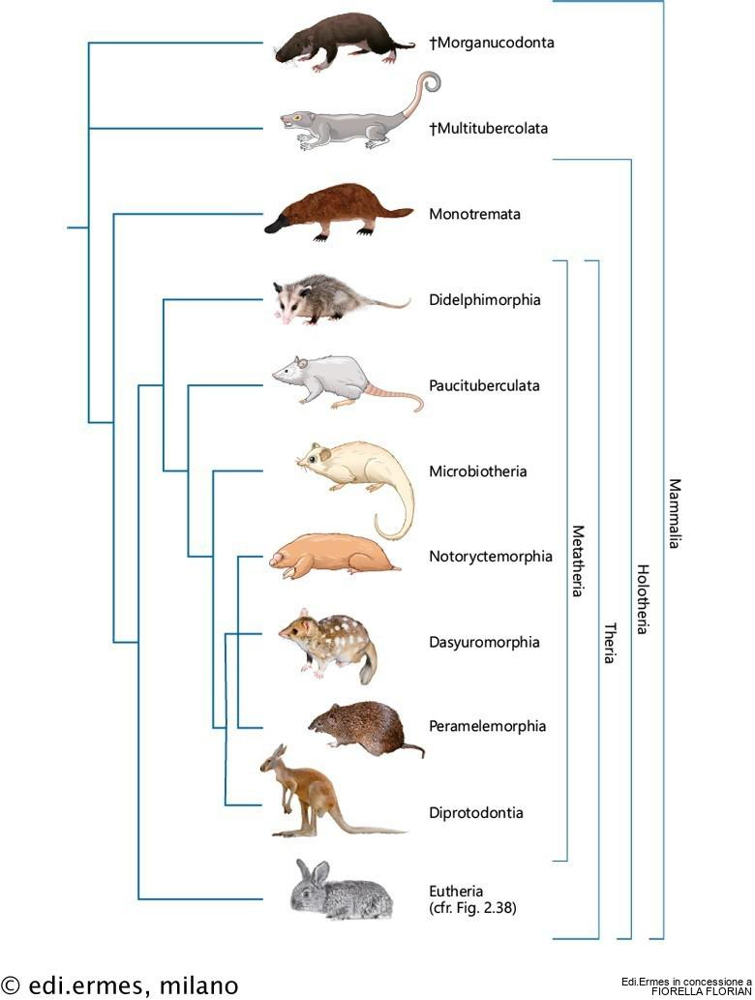 †Morganucodonta
†Multitubercolata
Monotremata
Didelphimorphia
Paucituberculata
Microbiotheria
Notoryctemorphia
Dasyuromorphia
Peramelemorphia
Diprotodontia
Eutheria
(cfr. Fig. 2.38)
Metatheria
Theria
Holotheria
Mammalia
© edi.ermes, milano
Edi.Ermes in concessione a
FIORELLA FLORIAN